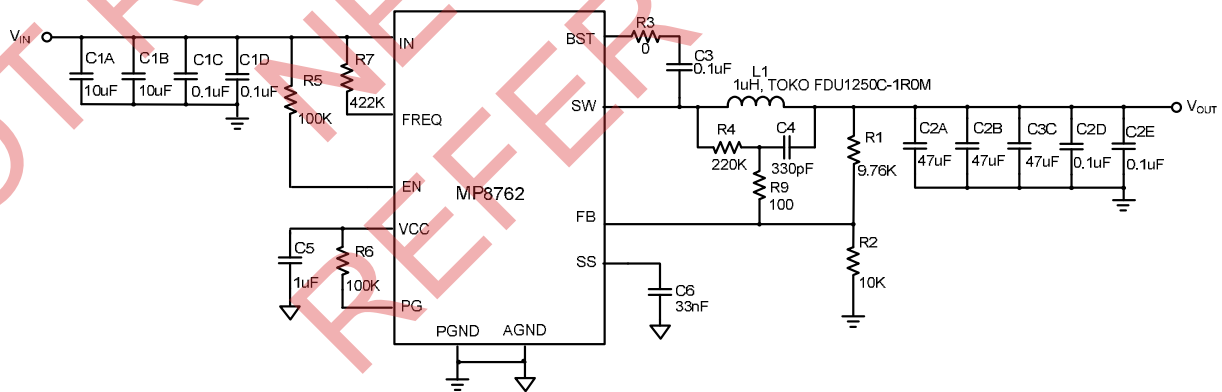 VIN
C1A
10uF
C1B
10uF
C1C
0.1uF
C1D
0.1uF
R5
100K
R7
422K
IN
FREQ
EN
VCC
PG
PGND
AGND
MP8762
BST
SW
FB
SS
C5
1uF
R6
100K
R3
0
C3
0.1uF
L1
1uH, TOKO FDU1250C-1R0M
R4
220K
C4
330pF
R9
100
R1
9.76K
R2
10K
C6
33nF
C2A
47uF
C2B
47uF
C3C
47uF
C2D
0.1uF
C2E
0.1uF
VOUT
REFER